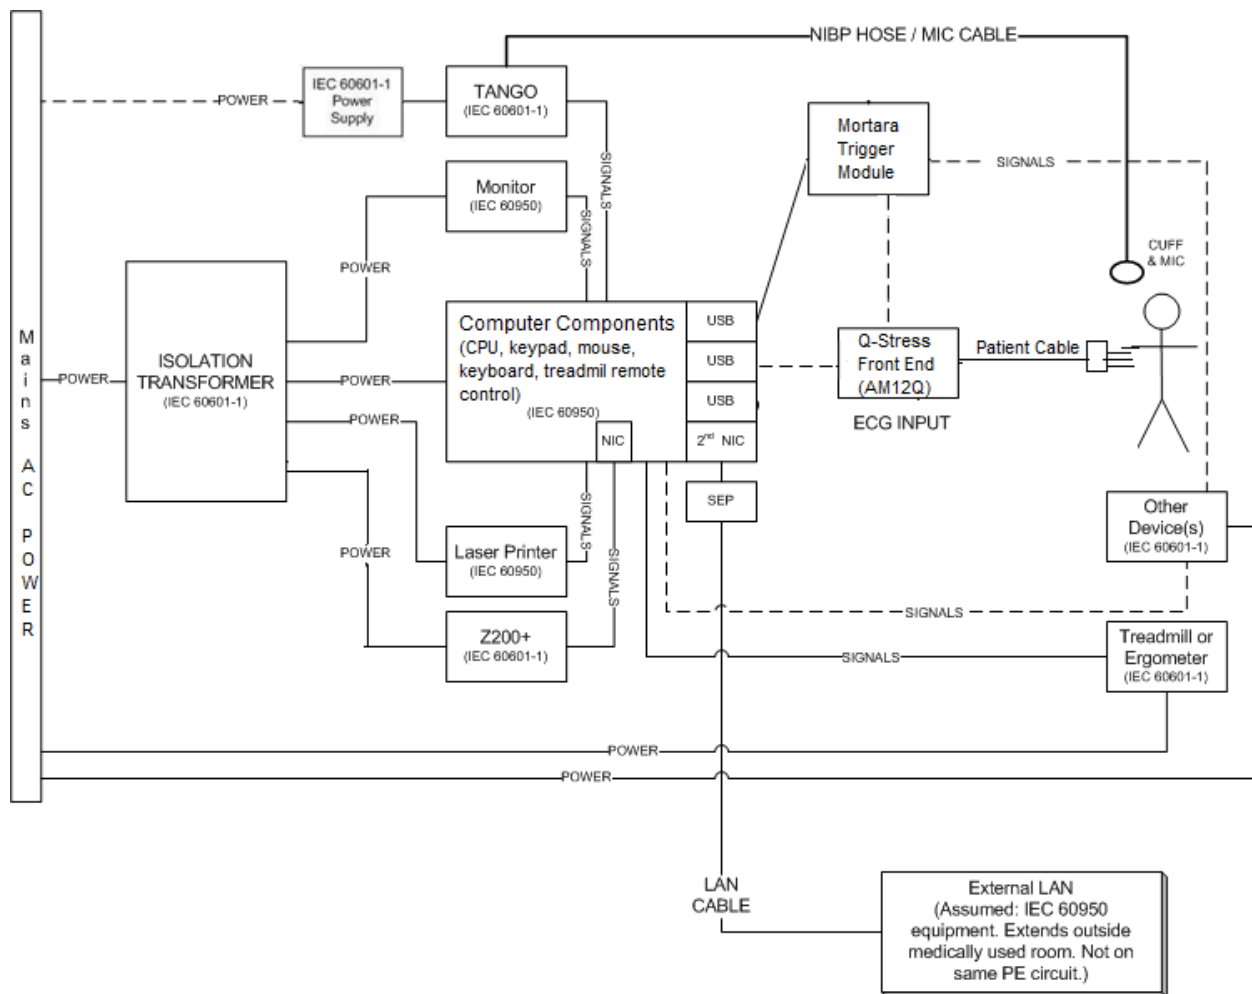 NIBP HOSE / MIC CABLE
IEC 60601-1
Power
Supply
POWER
TANGO
(IEC 60601-1)
SIGNALS
Mortara
Trigger
Module
SIGNALS
Monitor
(IEC 60950)
SIGNALS
POWER
CUFF
& MIC
Mains AC POWER
POWER
ISOLATION
TRANSFORMER
(IEC 60601-1)
POWER
Computer Components
(CPU, keypad, mouse,
keyboard, treadmil remote
control)
(IEC 60950)
NIC
USB
USB
USB
2nd NIC
Q-Stress
Front End
(AM12Q)
ECG INPUT
Patient Cable
POWER
SEP
SIGNALS
SIGNALS
Other
Device(s)
(IEC 60601-1)
Laser Printer
(IEC 60950)
POWER
Z200+
(IEC 60601-1)
SIGNALS
SIGNALS
Treadmill or
Ergometer
(IEC 60601-1)
POWER
POWER
LAN
CABLE
External LAN
(Assumed: IEC 60950
equipment. Extends outside
medically used room. Not on
same PE circuit.)